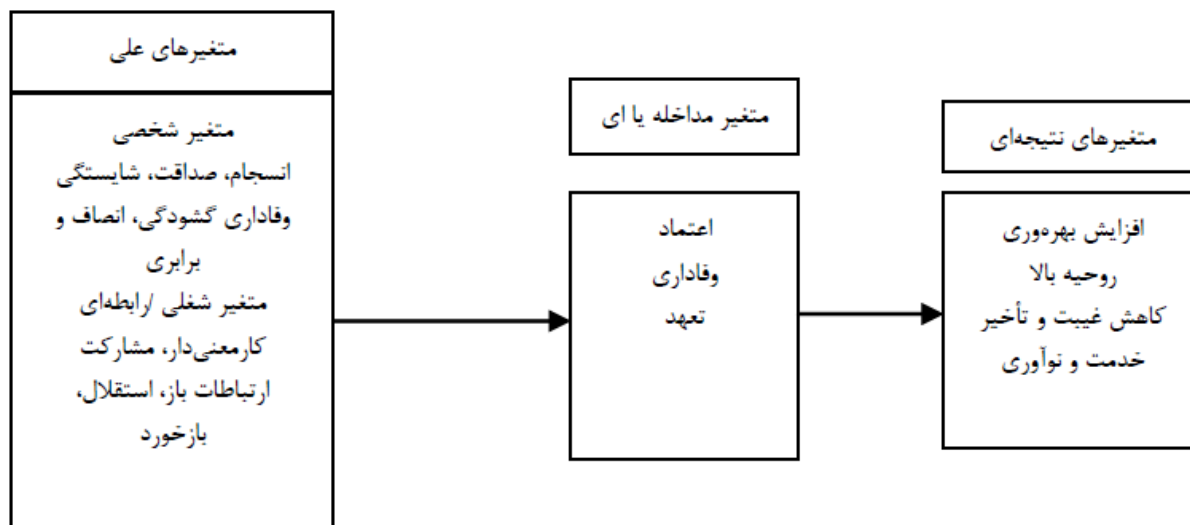 متغیرهای علی
متغیر شخصی
انسجام، صداقت، شایستگی
وفاداری گشودگی، انصاف و
برابری
متغیر شغلی /رابطه‌ای
کارمعنی‌دار، مشارکت
ارتباطات باز، استقلال،
بازخورد
متغیر مداخله یا ای
اعتماد
وفاداری
تعهد
متغیرهای نتیجه‌ای
افزایش بهره‌وری
روحیه بالا
کاهش غیبت و تأخیر
خدمت و نوآوری